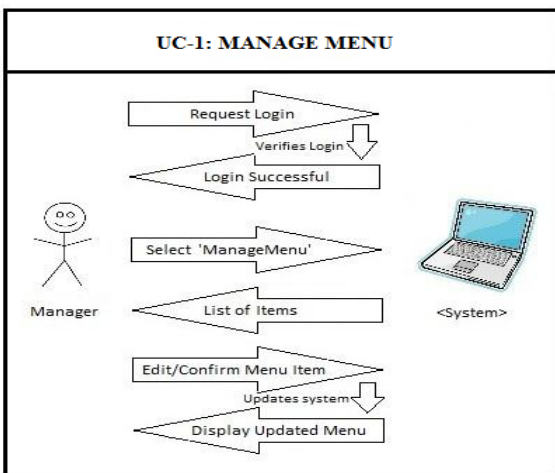 UC-1: MANAGE MENU
Request Login
Verifies Login
Login Successful
Select 'ManageMenu'
Manager
List of Items
<System>
Edit/Confirm Menu Item
Updates system
Display Updated Menu